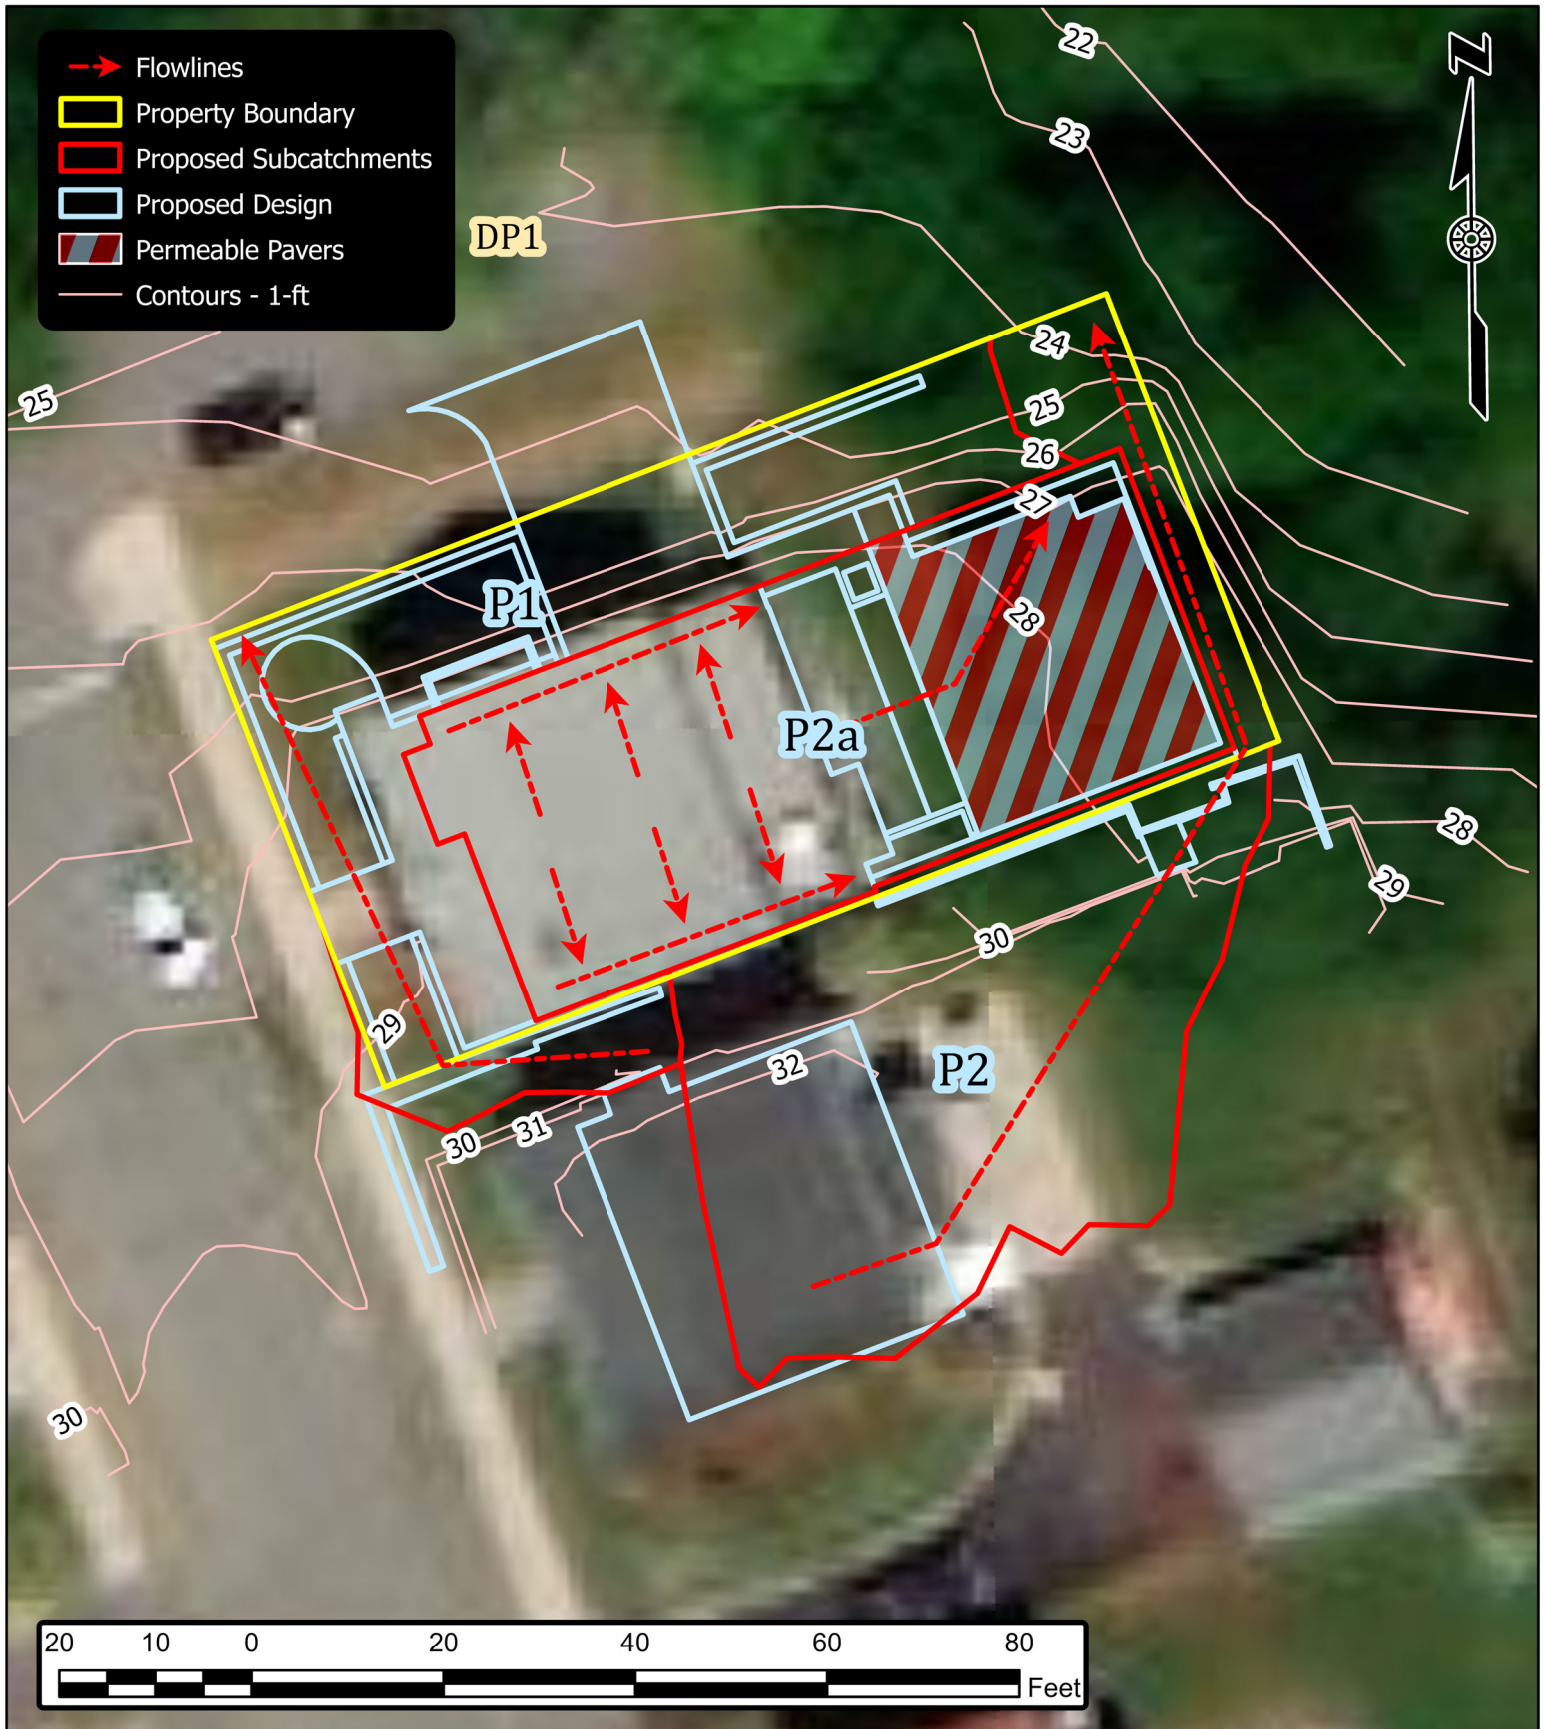 Flowlines
Property Boundary
Proposed Subcatchments
Proposed Design
Permeable Pavers
Contours - 1-ft
N
22
23
DP1
24
25
25
26
27
P1
28
P2a
28
29
30
29
P2
32
31
30
30
20 10 0 20 40 60 80
Feet